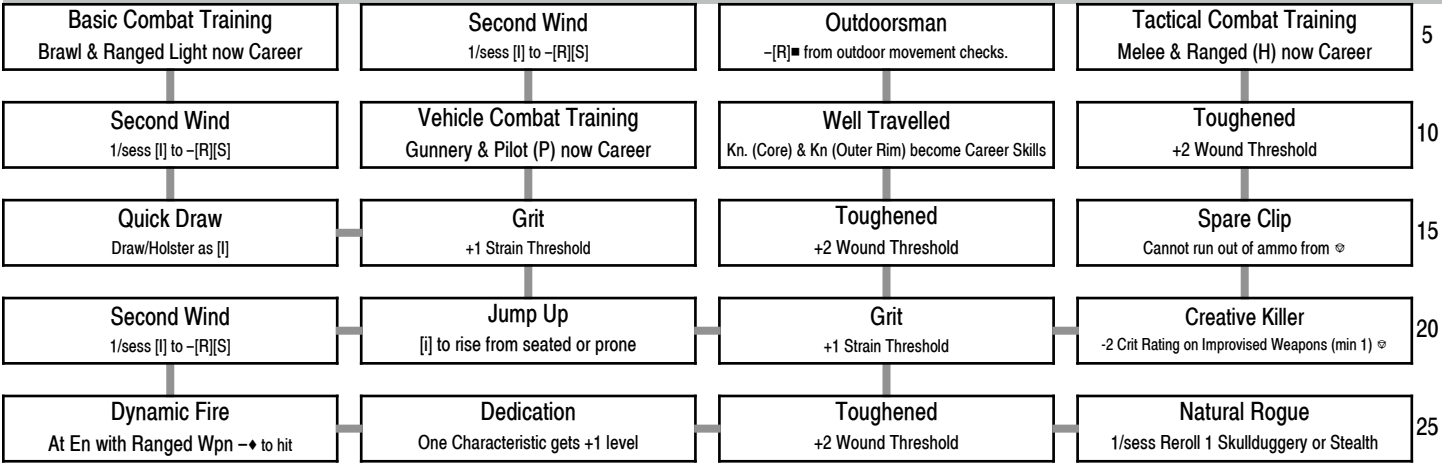 Basic Combat Training
Brawl & Ranged Light now Career
Second Wind
1/sess [I] to –[R][S]
Outdoorsman
–[R]■ from outdoor movement checks.
Tactical Combat Training
Melee & Ranged (H) now Career
5
Second Wind
1/sess [I] to –[R][S]
Vehicle Combat Training
Gunnery & Pilot (P) now Career
Well Travelled
Kn. (Core) & Kn (Outer Rim) become Career Skills
Toughened
+2 Wound Threshold
10
Quick Draw
Draw/Holster as [I]
Grit
+1 Strain Threshold
Toughened
+2 Wound Threshold
Spare Clip
Cannot run out of ammo from ⎊
15
Second Wind
1/sess [I] to –[R][S]
Jump Up
[i] to rise from seated or prone
Grit
+1 Strain Threshold
Creative Killer
-2 Crit Rating on Improvised Weapons (min 1) ⎊
20
Dynamic Fire
At En with Ranged Wpn –♦ to hit
Dedication
One Characteristic gets +1 level
Toughened
+2 Wound Threshold
Natural Rogue
1/sess Reroll 1 Skullduggery or Stealth
25